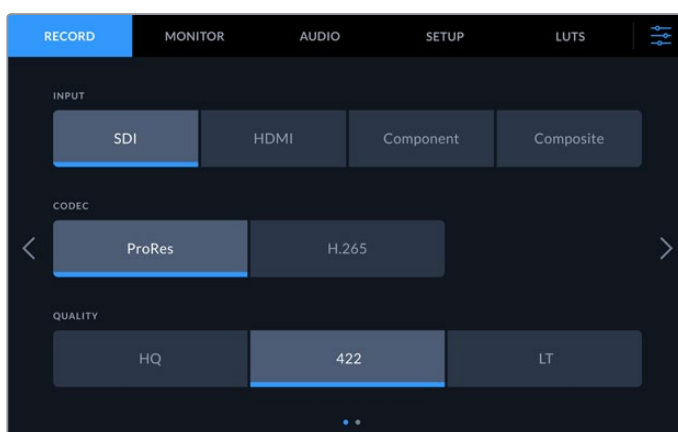 RECORD MONITOR AUDIO SETUP LUTS
INPUT
SDI HDMI Component Composite
CODEC
ProRes H.265
QUALITY
HQ 422 LT